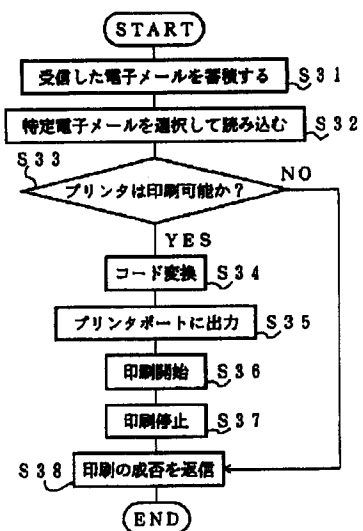 START
受信した電子メールを蓄積する S31
特定電子メールを選択して読み込む S32
S33
プリンタは印刷可能か? NO
YES
コード変換 S34
プリンタポートに出力 S35
印刷開始 S36
印刷停止 S37
S38 印刷の成否を返信
END